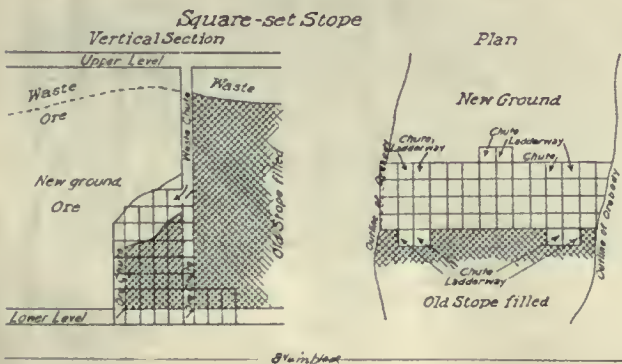 Square-set Stope
Vertical Section
Upper Level
Waste
Ore
Waste
Waste Chute
New ground
Ore
Old Stope filled
Ore Chute
Lower Level
Plan
New Ground
Chute
Ladderway
Chute
Ladderway
Chute
Outline of Orebody
Outline of Orebody
Chute
Ladderway
Old Stope filled